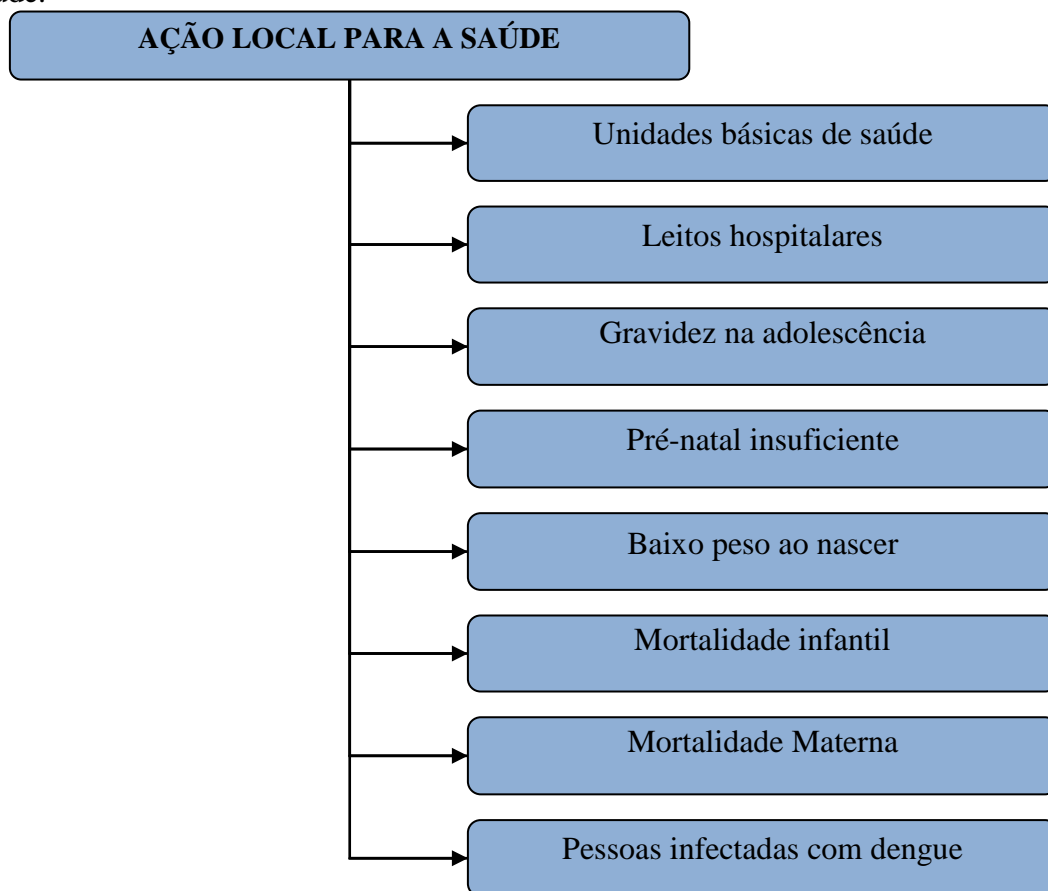 AÇÃO LOCAL PARA A SAÚDE
Unidades básicas de saúde
Leitos hospitalares
Gravidez na adolescência
Pré-natal insuficiente
Baixo peso ao nascer
Mortalidade infantil
Mortalidade Materna
Pessoas infectadas com dengue